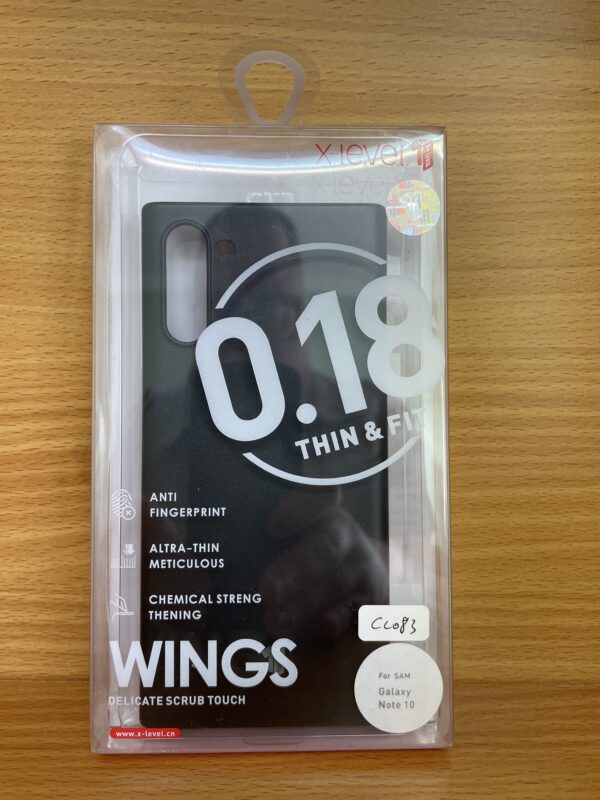 x-level
0.18
THIN & FIT
ANTI
FINGERPRINT
ALTRA-THIN
METICULOUS
CHEMICAL STRENG
THENING
CL083
WINGS
DELICATE SCRUB TOUCH
For SAM
Galaxy
Note 10
www.x-level.cn